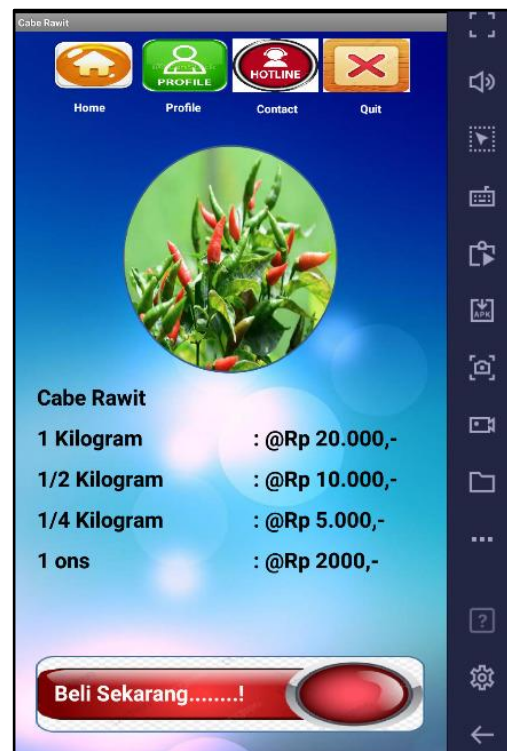 Cabe Rawit
PROFILE
HOTLINE
Home Profile Contact Quit
Cabe Rawit
1 Kilogram : @Rp 20.000,-
1/2 Kilogram : @Rp 10.000,-
1/4 Kilogram : @Rp 5.000,-
1 ons : @Rp 2000,-
Beli Sekarang........!
APK
?